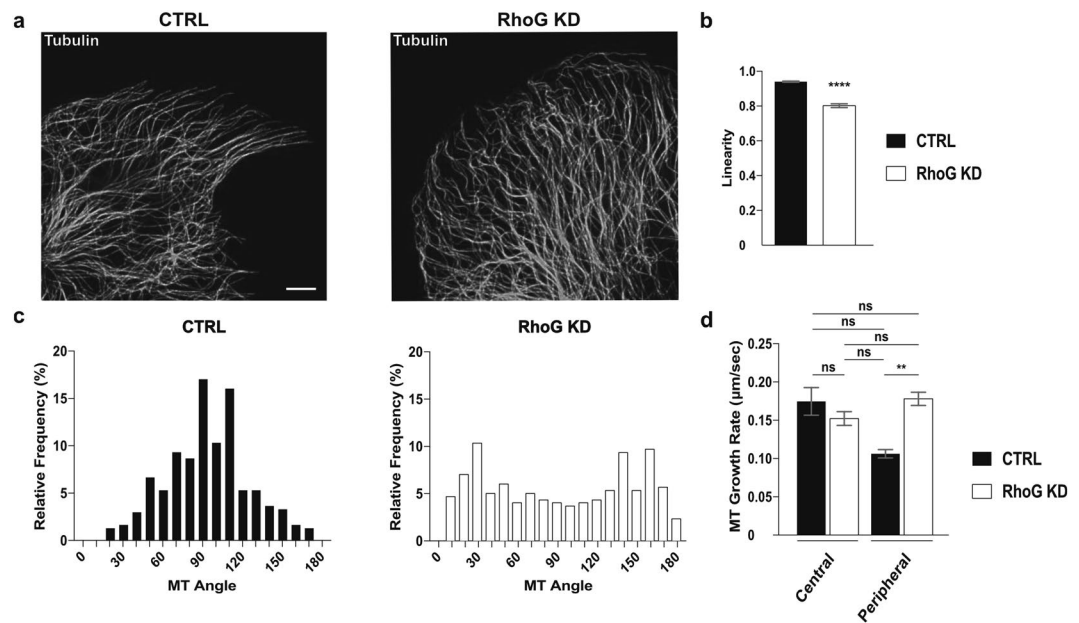 a
CTRL
RhoG KD
b
Tubulin
Tubulin
1.0
0.8
0.6
0.4
0.2
0
Linearity
****
CTRL
RhoG KD
c
CTRL
RhoG KD
Relative Frequency (%)
20
15
10
5
0
0
30
60
90
120
150
180
MT Angle
Relative Frequency (%)
20
15
10
5
0
0
30
60
90
120
150
180
MT Angle
d
ns
ns
ns
ns
ns
**
MT Growth Rate (µm/sec)
0.25
0.20
0.15
0.10
0.05
0
Central
Peripheral
CTRL
RhoG KD